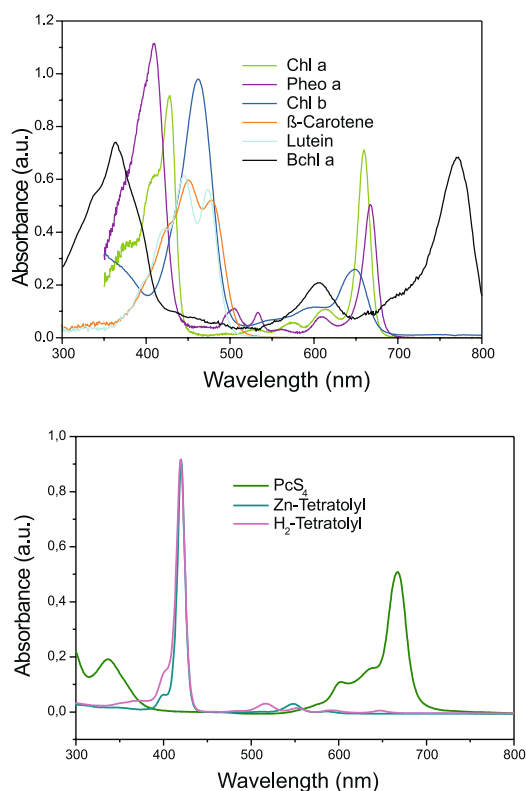 1,2
1,0
0,8
0,6
0,4
0,2
0,0
Absorbance (a.u.)
Chl a
Pheo a
Chl b
ß-Carotene
Lutein
Bchl a
300 400 500 600 700 800
Wavelength (nm)
1,0
0,8
0,6
0,4
0,2
0,0
Absorbance (a.u.)
PcS4
Zn-Tetratolyl
H2-Tetratolyl
300 400 500 600 700 800
Wavelength (nm)